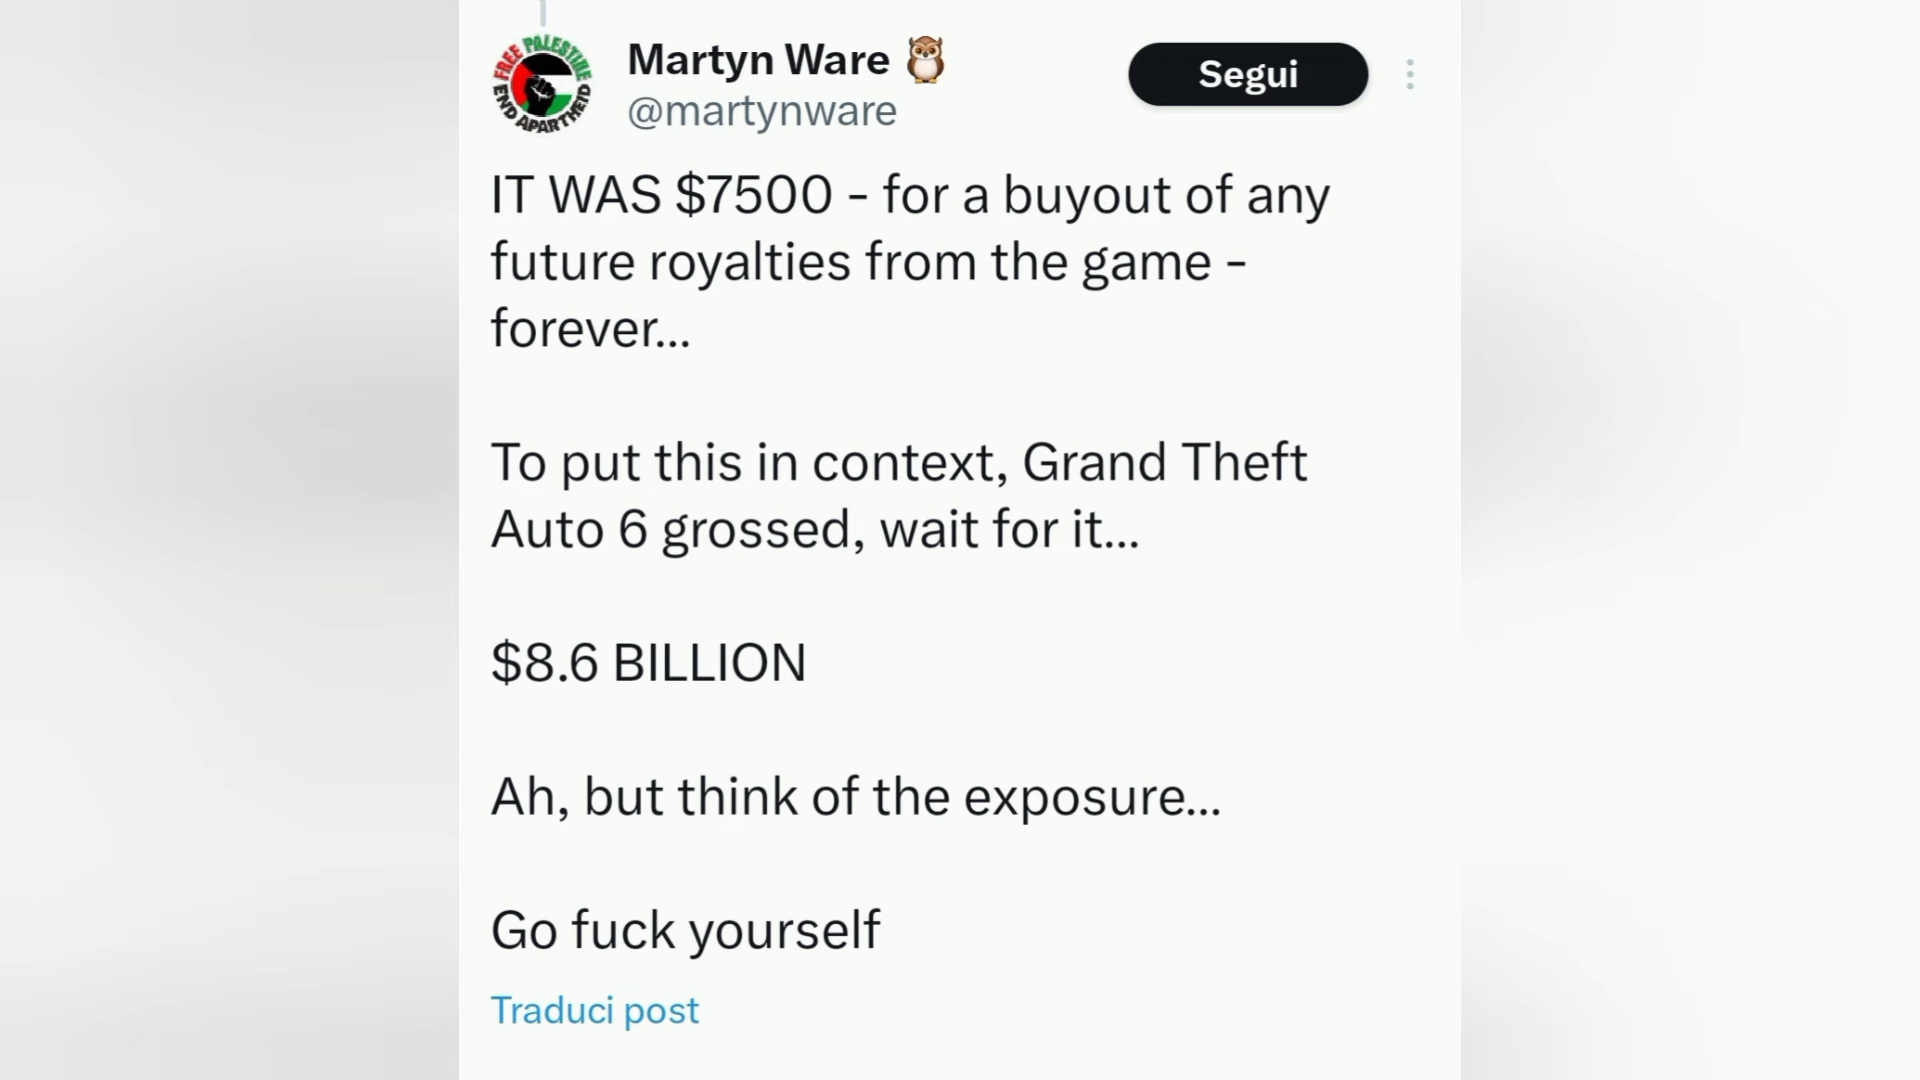 FREE PALESTINE
END APARTHEID
Martyn Ware
@martynware
Segui
IT WAS $7500 - for a buyout of any
future royalties from the game -
forever...
To put this in context, Grand Theft
Auto 6 grossed, wait for it...
$8.6 BILLION
Ah, but think of the exposure...
Go fuck yourself
Traduci post